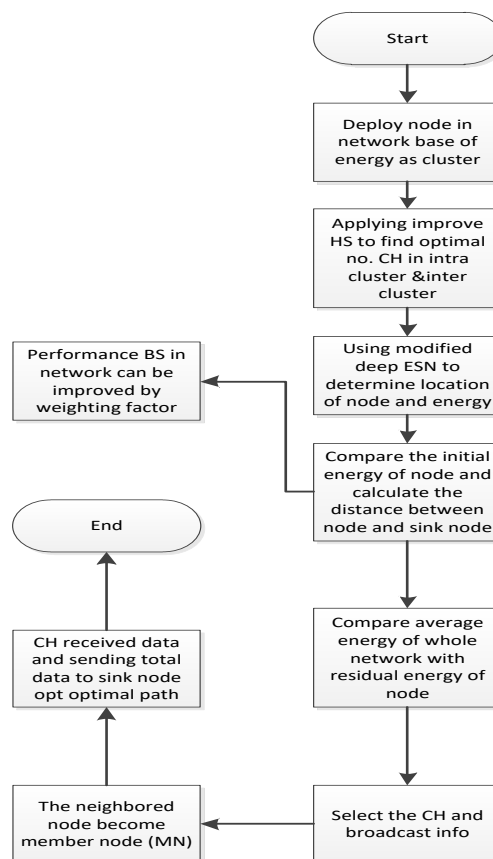 Start
Deploy node in
network base of
energy as cluster
Applying improve
HS to find optimal
no. CH in intra
cluster &inter
cluster
Using modified
deep ESN to
determine location
of node and energy
Performance BS in
network can be
improved by
weighting factor
Compare the initial
energy of node and
calculate the
distance between
node and sink node
Compare average
energy of whole
network with
residual energy of
node
Select the CH and
broadcast info
The neighbored
node become
member node (MN)
CH received data
and sending total
data to sink node
opt optimal path
End